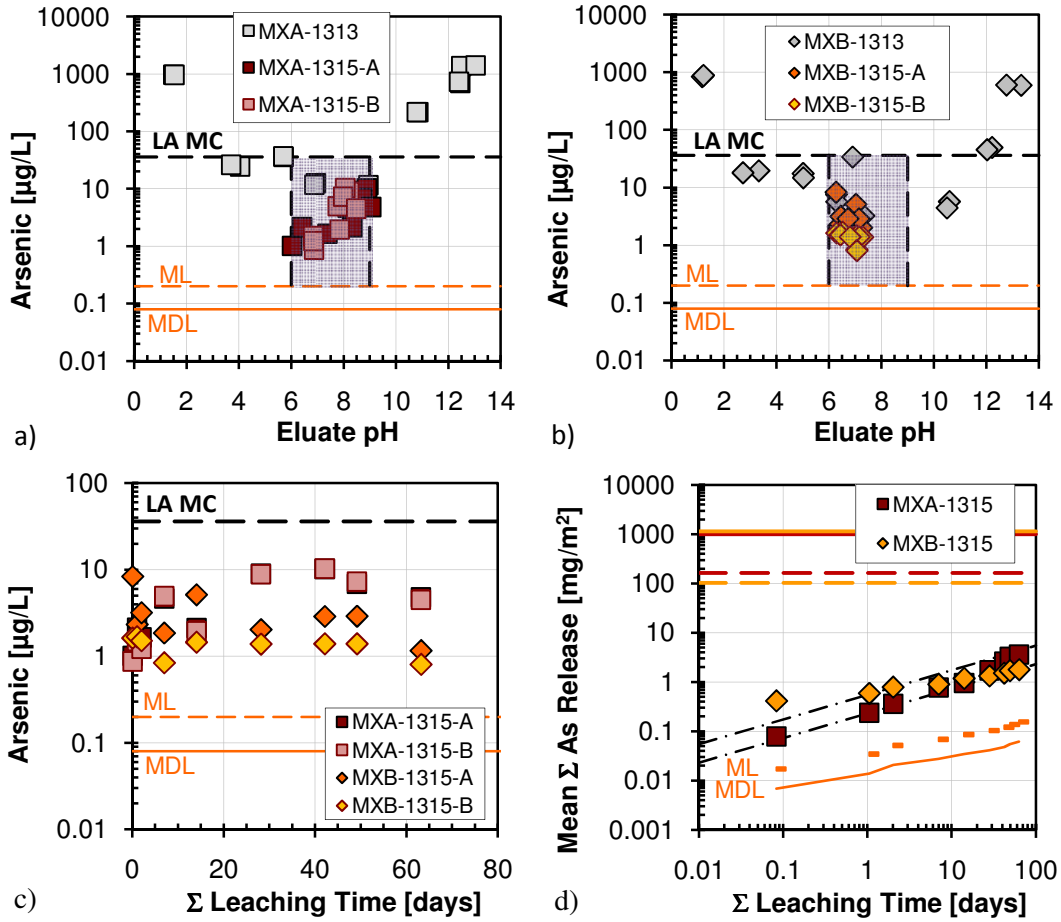 10000
1000
100
10
1
0.1
0.01
Arsenic [µg/L]
MXA-1313
MXA-1315-A
MXA-1315-B
LA MC
ML
MDL
0 2 4 6 8 10 12 14
a) Eluate pH
10000
1000
100
10
1
0.1
0.01
Arsenic [µg/L]
MXB-1313
MXB-1315-A
MXB-1315-B
LA MC
ML
MDL
0 2 4 6 8 10 12 14
b) Eluate pH
100
10
1
0.1
0.01
Arsenic [µg/L]
LA MC
ML
MDL
MXA-1315-A
MXA-1315-B
MXB-1315-A
MXB-1315-B
0 20 40 60 80
c) Σ Leaching Time [days]
10000
1000
100
10
1
0.1
0.01
0.001
Mean Σ As Release [mg/m²]
MXA-1315
MXB-1315
ML
MDL
0.01 0.1 1 10 100
d) Σ Leaching Time [days]